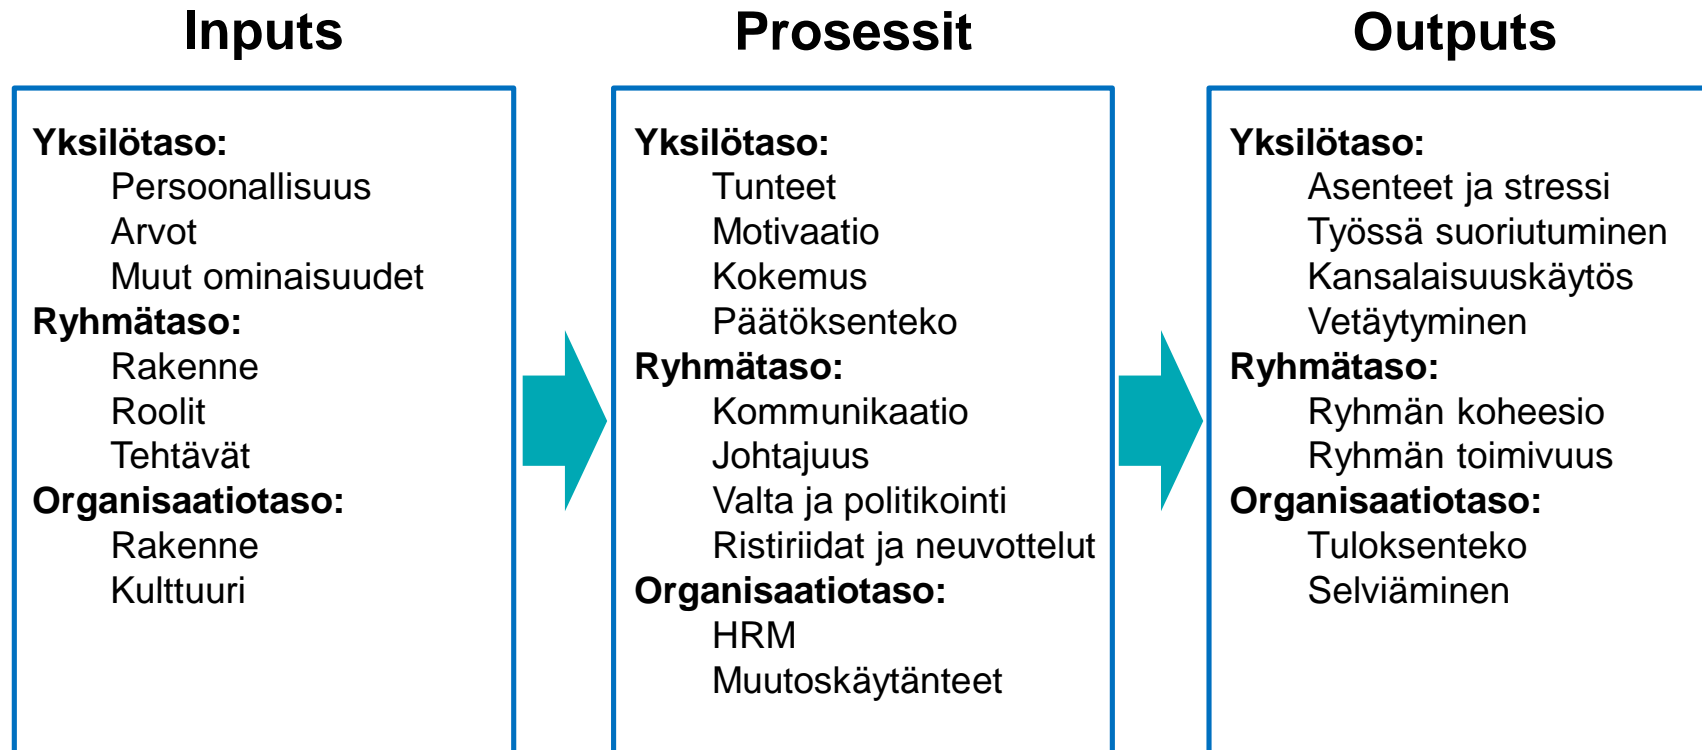 Inputs
Prosessit
Outputs
Yksilötaso:
Persoonallisuus
Arvot
Muut ominaisuudet
Ryhmätaso:
Rakenne
Roolit
Tehtävät
Organisaatiotaso:
Rakenne
Kulttuuri
Yksilötaso:
Tunteet
Motivaatio
Kokemus
Päätöksenteko
Ryhmätaso:
Kommunikaatio
Johtajuus
Valta ja politikointi
Ristiriidat ja neuvottelut
Organisaatiotaso:
HRM
Muutoskäytänteet
Yksilötaso:
Asenteet ja stressi
Työssä suoriutuminen
Kansalaisuuskäytös
Vetäytyminen
Ryhmätaso:
Ryhmän koheesio
Ryhmän toimivuus
Organisaatiotaso:
Tuloksenteko
Selviäminen